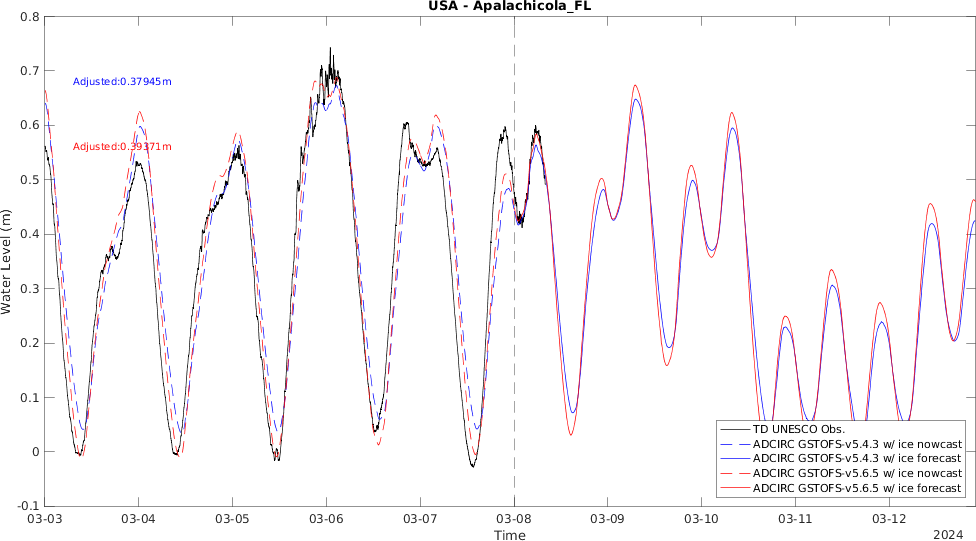 USA - Apalachicola_FL
0.8
0.7
0.6
0.5
0.4
0.3
0.2
0.1
0
-0.1
Water Level (m)
Adjusted:0.37945m
Adjusted:0.39371m
TD UNESCO Obs.
ADCIRC GSTOFS-v5.4.3 w/ ice nowcast
ADCIRC GSTOFS-v5.4.3 w/ ice forecast
ADCIRC GSTOFS-v5.6.5 w/ ice nowcast
ADCIRC GSTOFS-v5.6.5 w/ ice forecast
03-03 03-04 03-05 03-06 03-07 03-08 03-09 03-10 03-11 03-12
Time
2024